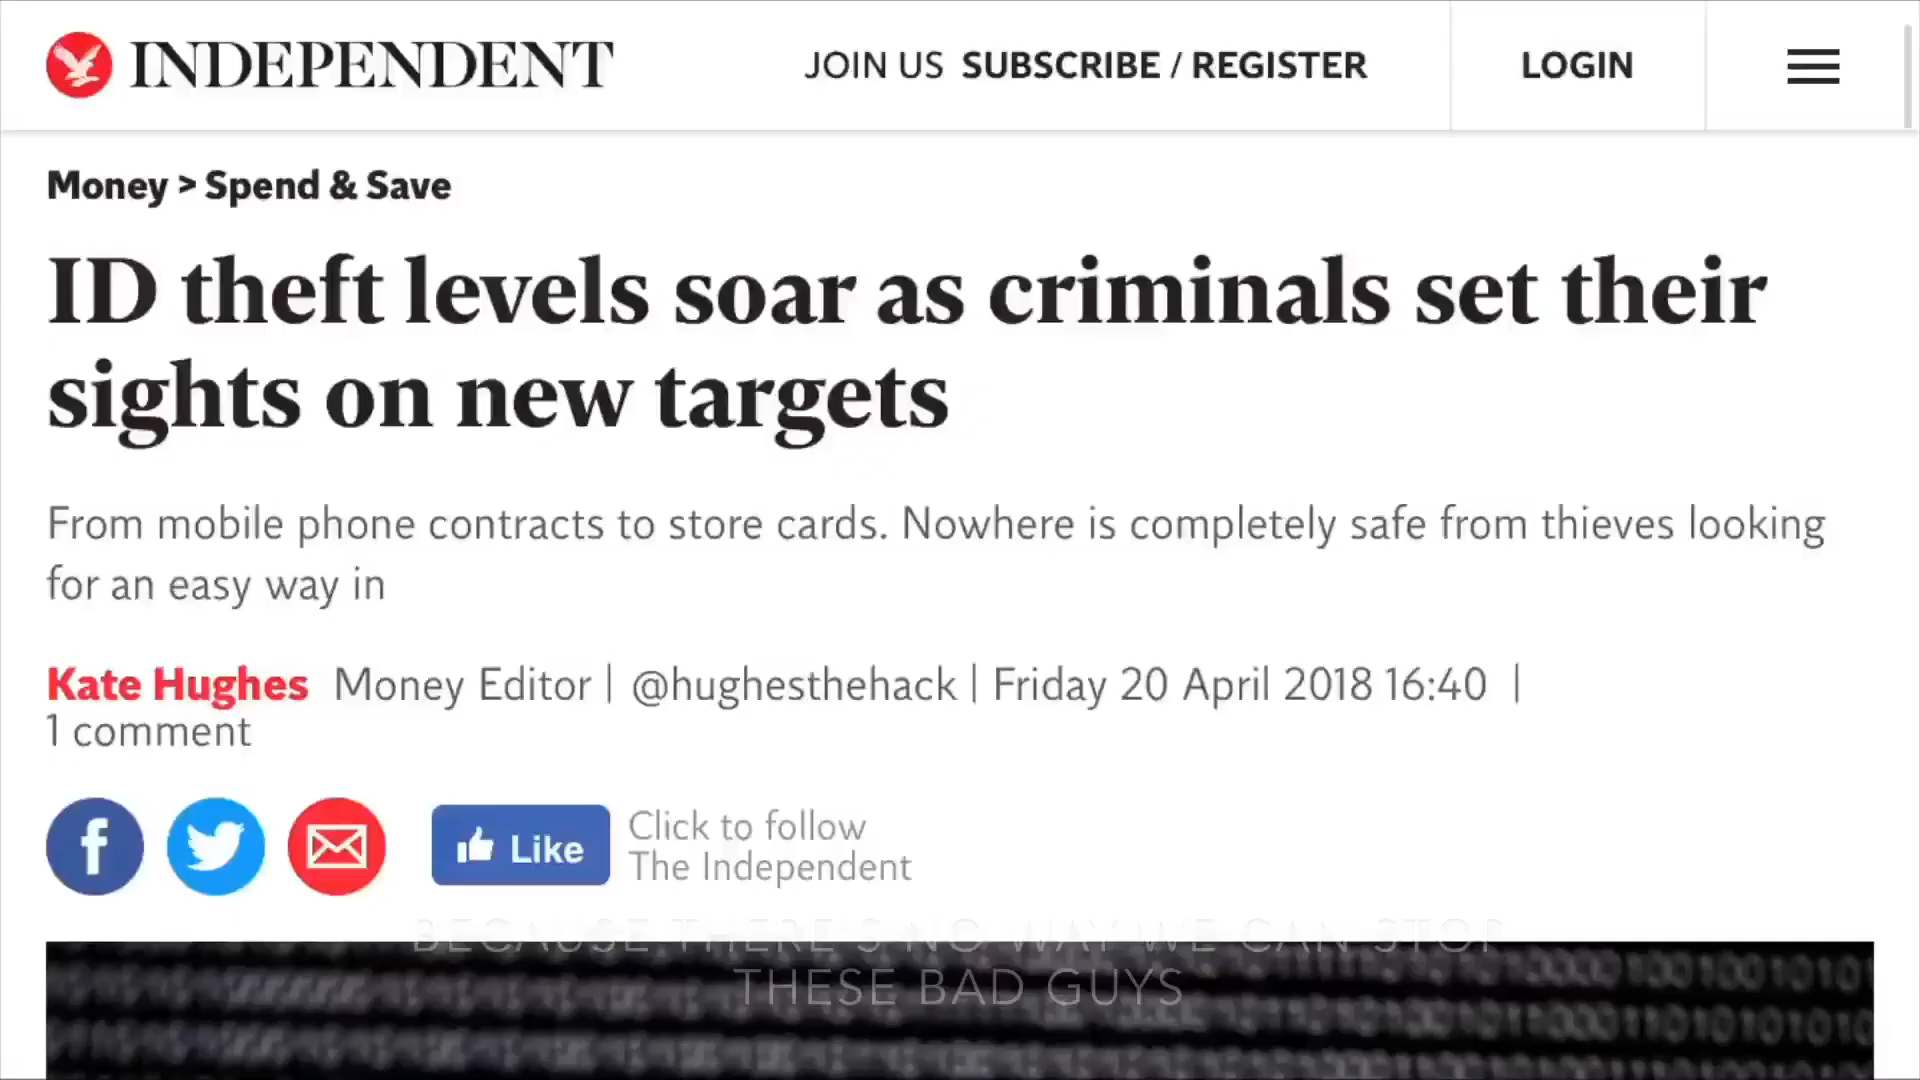 INDEPENDENT
JOIN US SUBSCRIBE / REGISTER
LOGIN
Money > Spend & Save
ID theft levels soar as criminals set their
sights on new targets
From mobile phone contracts to store cards. Nowhere is completely safe from thieves looking
for an easy way in
Kate Hughes Money Editor | @hughesthehack | Friday 20 April 2018 16:40 |
1 comment
f
Like
Click to follow
The Independent
BECAUSE THERE'S NO WAY WE CAN STOP
THESE BAD GUYS